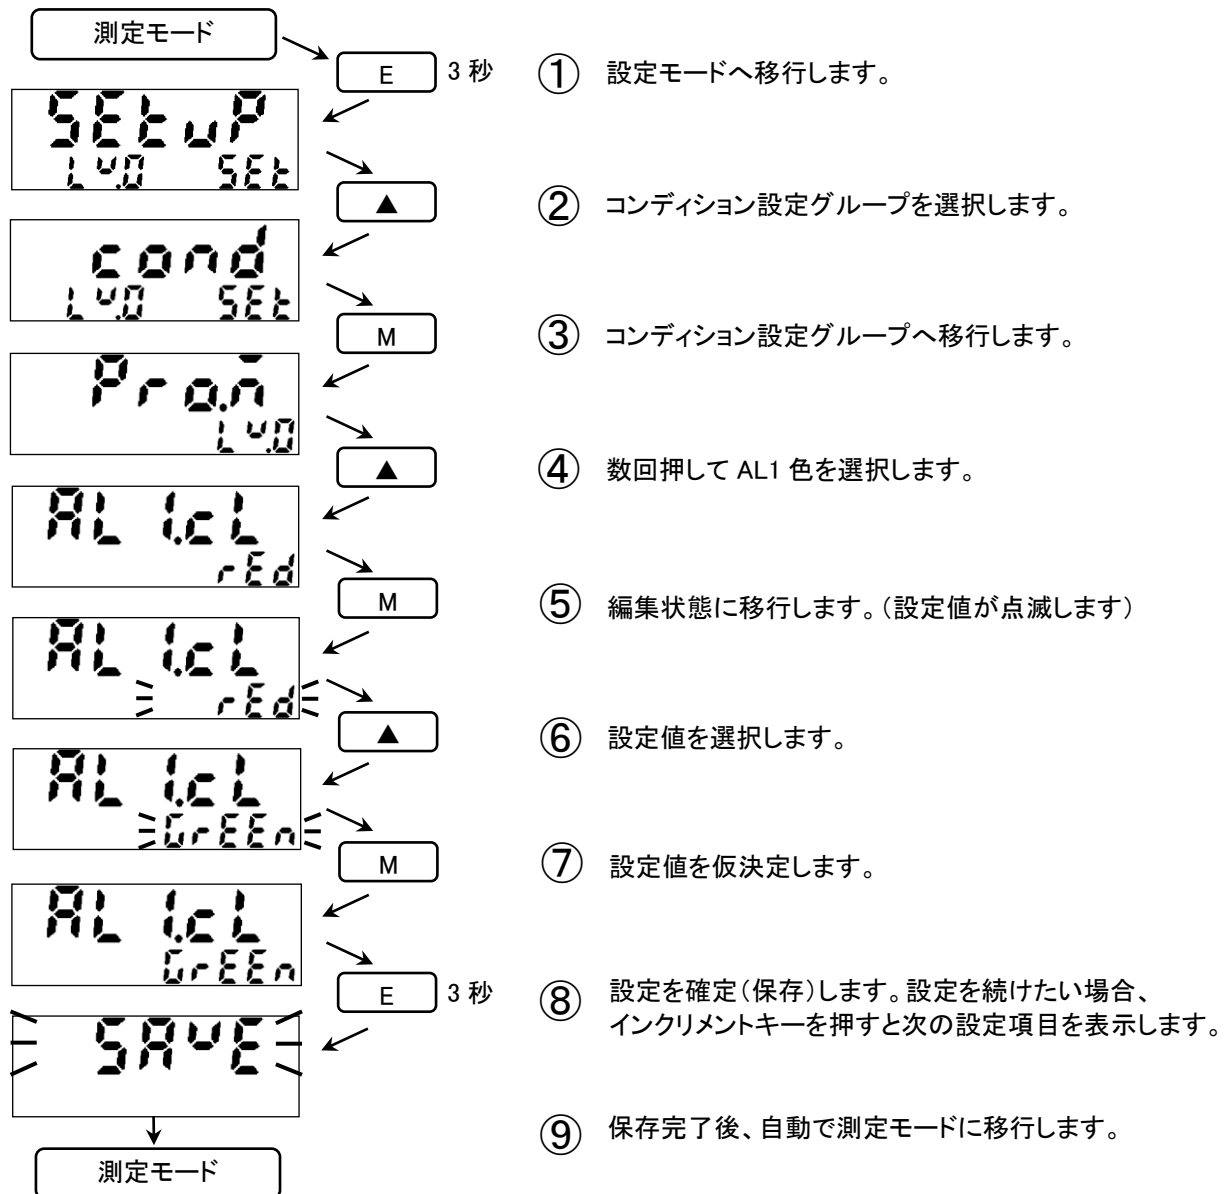 測定モード
E 3 秒 ① 設定モードへ移行します。
SEtuP
Lv.0 SEt
▲ ② コンディション設定グループを選択します。
cond
Lv.0 SEt
M ③ コンディション設定グループへ移行します。
Pro.n
Lv.0
▲ ④ 数回押して AL1 色を選択します。
AL 1.cL
rEd
M ⑤ 編集状態に移行します。（設定値が点滅します）
AL 1.cL
rEd
▲ ⑥ 設定値を選択します。
AL 1.cL
GrEEn
M ⑦ 設定値を仮決定します。
AL 1.cL
GrEEn
E 3 秒 ⑧ 設定を確定（保存）します。設定を続けたい場合、
インクリメントキーを押すと次の設定項目を表示します。
SAvE
⑨ 保存完了後、自動で測定モードに移行します。
測定モード